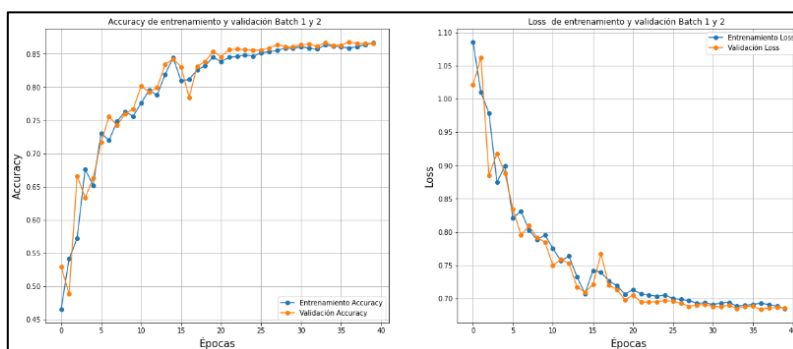 Accuracy de entrenamiento y validación Batch 1 y 2
Accuracy
0.85
0.80
0.75
0.70
0.65
0.60
0.55
0.50
0.45
0 5 10 15 20 25 30 35 40
Épocas
Entrenamiento Accuracy
Validación Accuracy
Loss de entrenamiento y validación Batch 1 y 2
Loss
1.10
1.05
1.00
0.95
0.90
0.85
0.80
0.75
0.70
0 5 10 15 20 25 30 35 40
Épocas
Entrenamiento Loss
Validación Loss